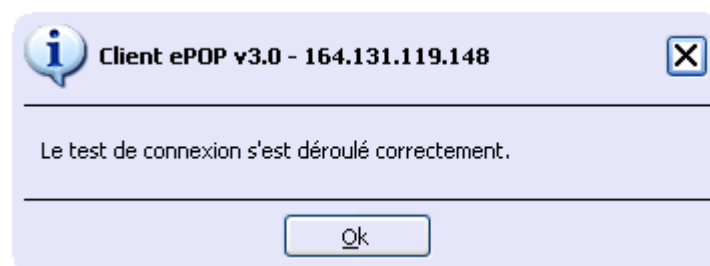 Client ePOP v3.0 - 164.131.119.148
Le test de connexion s'est déroulé correctement.
Ok